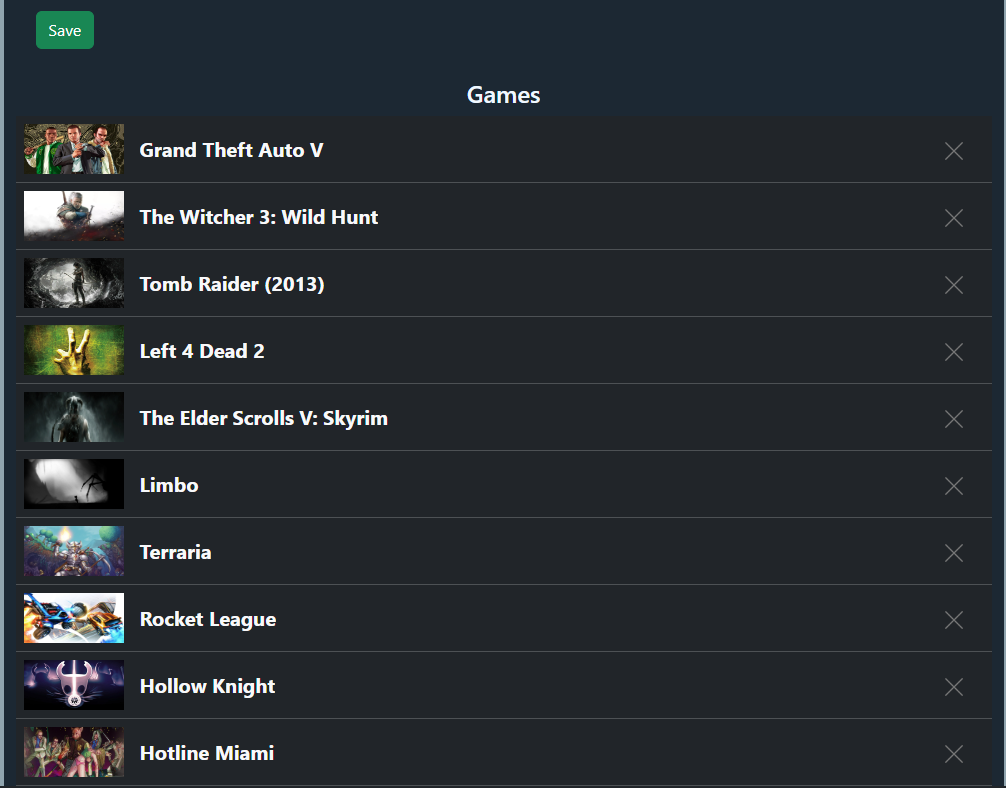 Save
Games
Grand Theft Auto V
The Witcher 3: Wild Hunt
Tomb Raider (2013)
Left 4 Dead 2
The Elder Scrolls V: Skyrim
Limbo
Terraria
Rocket League
Hollow Knight
Hotline Miami